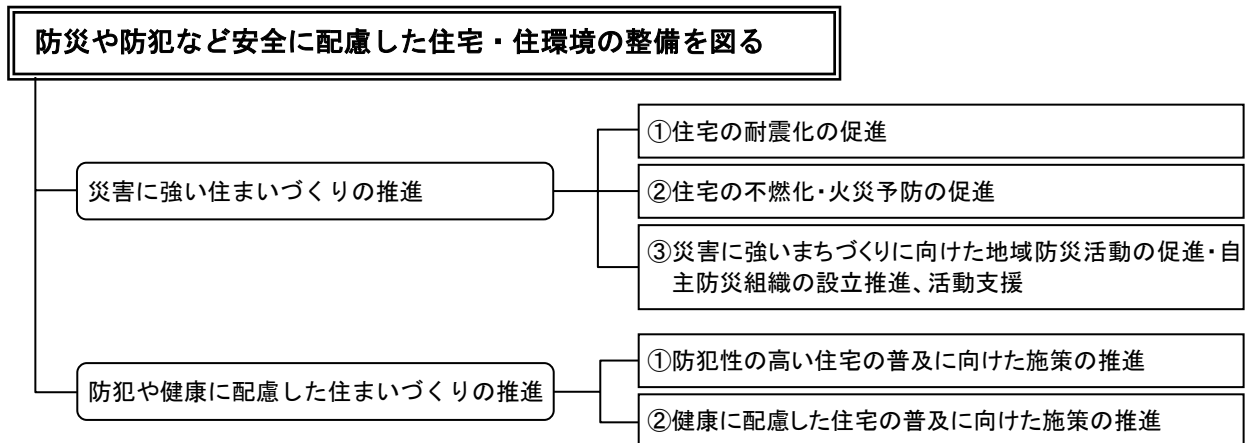 防災や防犯など安全に配慮した住宅・住環境の整備を図る
災害に強い住まいづくりの推進
①住宅の耐震化の促進
②住宅の不燃化・火災予防の促進
③災害に強いまちづくりに向けた地域防災活動の促進・自
主防災組織の設立推進、活動支援
防犯や健康に配慮した住まいづくりの推進
①防犯性の高い住宅の普及に向けた施策の推進
②健康に配慮した住宅の普及に向けた施策の推進